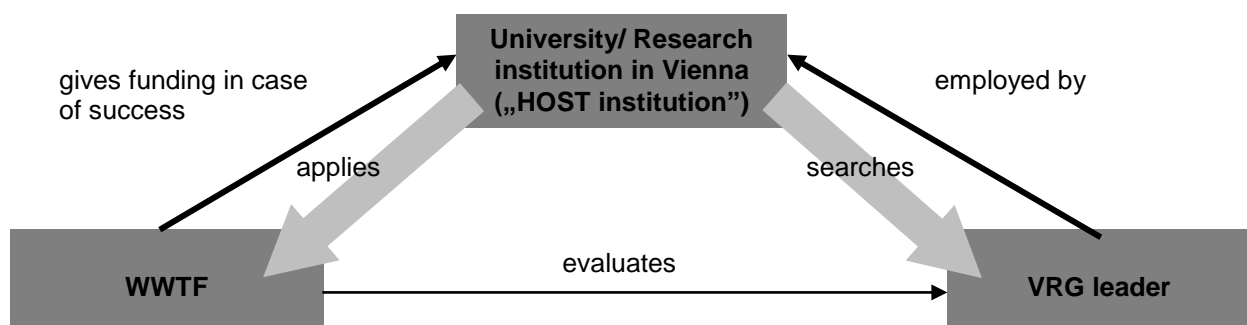 University/ Research
institution in Vienna
(„HOST institution”)
gives funding in case
of success
employed by
applies
searches
evaluates
WWTF
VRG leader